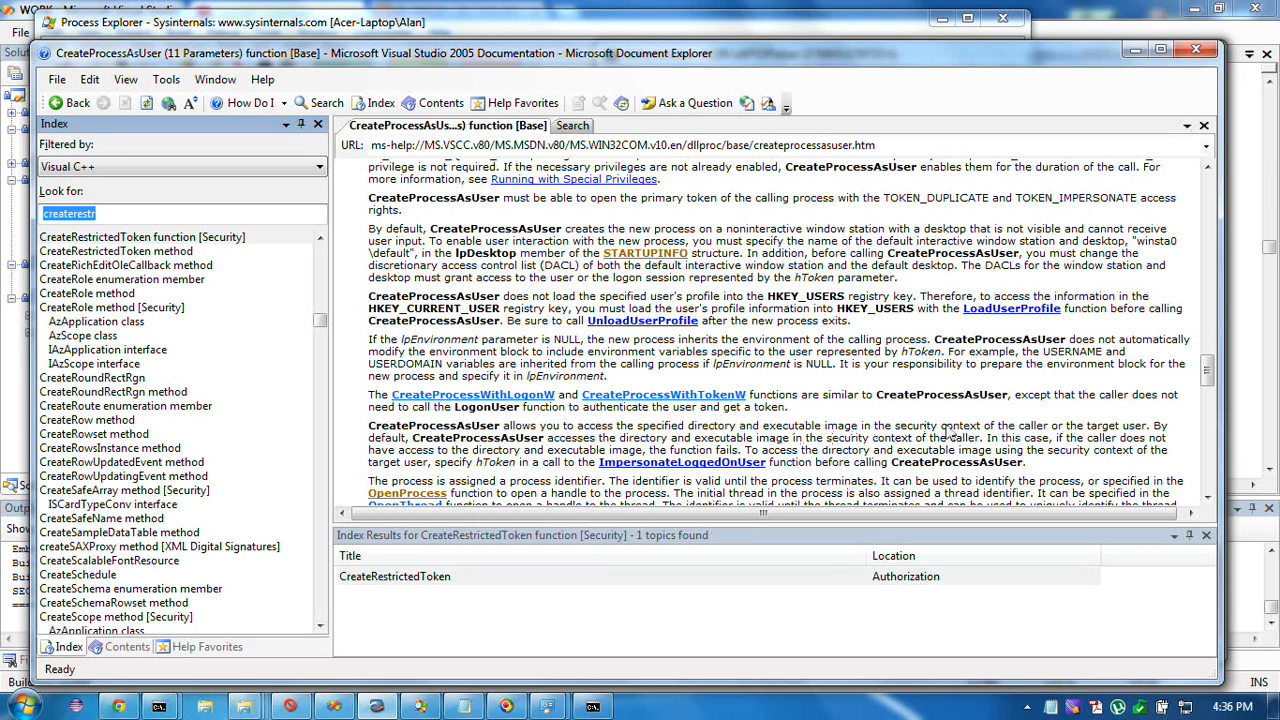 WORK
Process Explorer - Sysinternals: www.sysinternals.com [Acer-Laptop\Alan]
CreateProcessAsUser (11 Parameters) function [Base] - Microsoft Visual Studio 2005 Documentation - Microsoft Document Explorer
File Edit View Tools Window Help
Back How Do I Search Index Contents Help Favorites Ask a Question
Index
CreateProcessAsUs...s) function [Base] Search
Filtered by:
URL: ms-help://MS.VSCC.v80/MS.MSDN.v80/MS.WIN32COM.v10.en/dllproc/base/createprocessasuser.htm
Visual C++
Look for:
createrestr
CreateRestrictedToken function [Security]
CreateRestrictedToken method
CreateRichEditOleCallback method
CreateRole enumeration member
CreateRole method
CreateRole method [Security]
AzApplication class
AzScope class
IAzApplication interface
IAzScope interface
CreateRoundRectRgn
CreateRoundRectRgn method
CreateRoute enumeration member
CreateRow method
CreateRowset method
CreateRowsInstance method
CreateRowUpdatedEvent method
CreateRowUpdatingEvent method
CreateSafeArray method [Security]
ISCardTypeConv interface
CreateSafeName method
CreateSampleDataTable method
createSAXProxy method [XML Digital Signatures]
CreateScalableFontResource
CreateSchedule
CreateSchema enumeration member
CreateSchemaRowset method
CreateScope method [Security]
AzApplication class
Index Contents Help Favorites
privilege is not required. If the necessary privileges are not already enabled, CreateProcessAsUser enables them for the duration of the call. For
more information, see Running with Special Privileges.
CreateProcessAsUser must be able to open the primary token of the calling process with the TOKEN_DUPLICATE and TOKEN_IMPERSONATE access
rights.
By default, CreateProcessAsUser creates the new process on a noninteractive window station with a desktop that is not visible and cannot receive
user input. To enable user interaction with the new process, you must specify the name of the default interactive window station and desktop, "winsta0
\default", in the lpDesktop member of the STARTUPINFO structure. In addition, before calling CreateProcessAsUser, you must change the
discretionary access control list (DACL) of both the default interactive window station and the default desktop. The DACLs for the window station and
desktop must grant access to the user or the logon session represented by the hToken parameter.
CreateProcessAsUser does not load the specified user's profile into the HKEY_USERS registry key. Therefore, to access the information in the
HKEY_CURRENT_USER registry key, you must load the user's profile information into HKEY_USERS with the LoadUserProfile function before calling
CreateProcessAsUser. Be sure to call UnloadUserProfile after the new process exits.
If the lpEnvironment parameter is NULL, the new process inherits the environment of the calling process. CreateProcessAsUser does not automatically
modify the environment block to include environment variables specific to the user represented by hToken. For example, the USERNAME and
USERDOMAIN variables are inherited from the calling process if lpEnvironment is NULL. It is your responsibility to prepare the environment block for the
new process and specify it in lpEnvironment.
The CreateProcessWithLogonW and CreateProcessWithTokenW functions are similar to CreateProcessAsUser, except that the caller does not
need to call the LogonUser function to authenticate the user and get a token.
CreateProcessAsUser allows you to access the specified directory and executable image in the security context of the caller or the target user. By
default, CreateProcessAsUser accesses the directory and executable image in the security context of the caller. In this case, if the caller does not
have access to the directory and executable image, the function fails. To access the directory and executable image using the security context of the
target user, specify hToken in a call to the ImpersonateLoggedOnUser function before calling CreateProcessAsUser.
The process is assigned a process identifier. The identifier is valid until the process terminates. It can be used to identify the process, or specified in the
OpenProcess function to open a handle to the process. The initial thread in the process is also assigned a thread identifier. It can be specified in the
OpenThread function to open a handle to the thread. The identifier is valid until the thread terminates and can be used to uniquely identify the thread
Index Results for CreateRestrictedToken function [Security] - 1 topics found
Title Location
CreateRestrictedToken Authorization
Ready
INS
4:36 PM